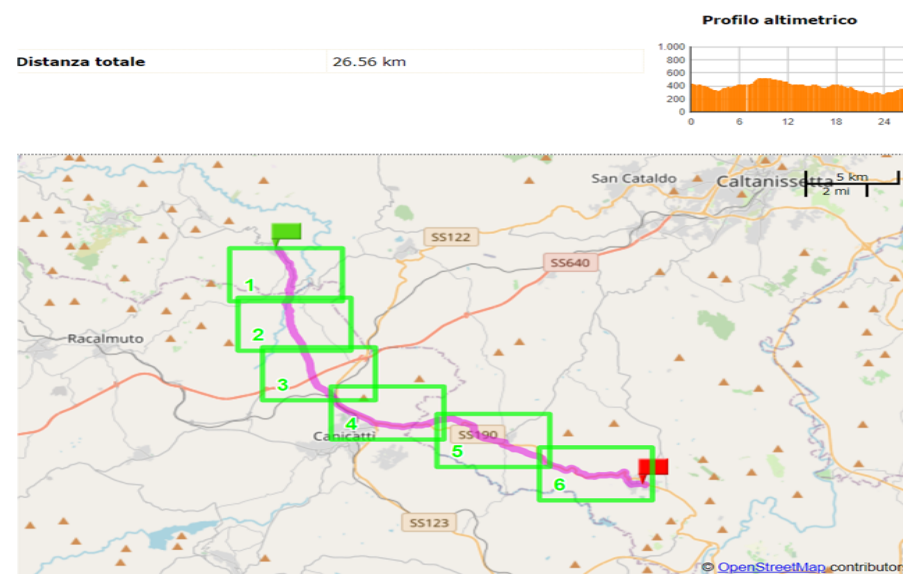 Profilo altimetrico
Distanza totale 26.56 km
1.000
800
600
400
200
0
0 6 12 18 24
San Cataldo
Caltanissetta
5 km
2 mi
SS122
SS640
1
2
Racalmuto
3
4
Canicattì
SS190
5
6
SS123
© OpenStreetMap contributor